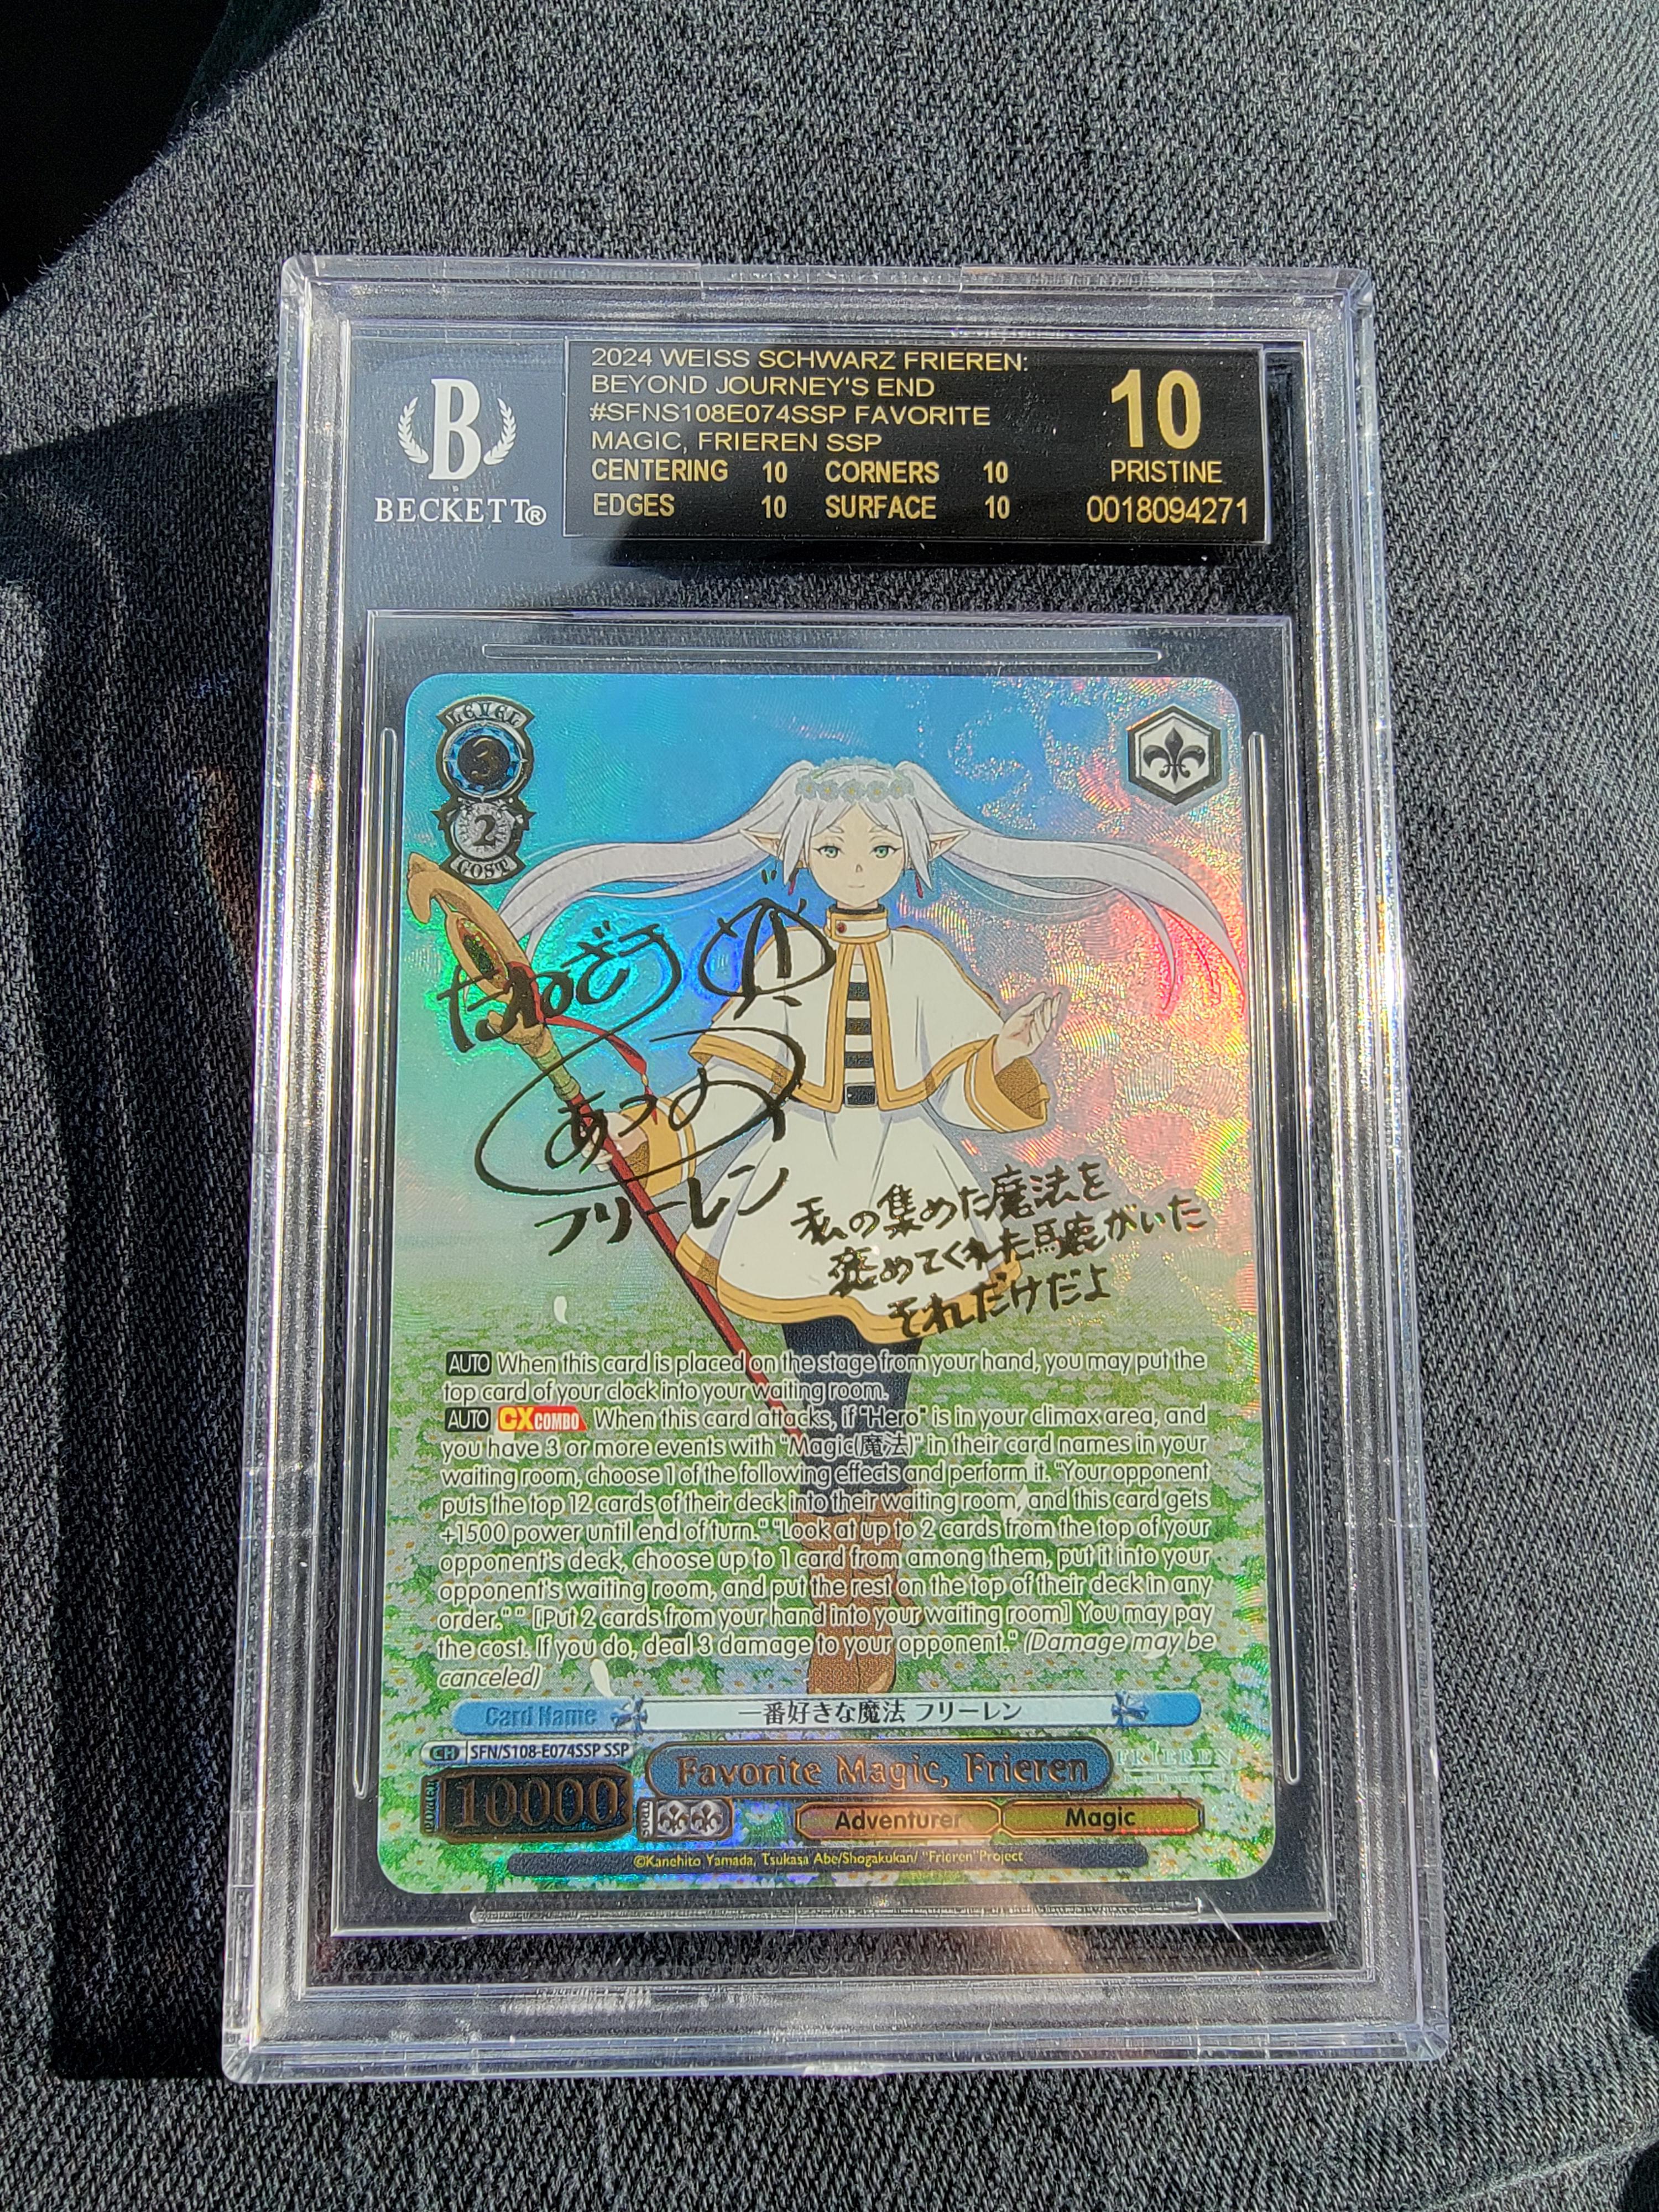 B
BECKETT®
2024 WEISS SCHWARZ FRIEREN:
BEYOND JOURNEY'S END
#SFNS108E074SSP FAVORITE
MAGIC, FRIEREN SSP
CENTERING 10 CORNERS 10
EDGES 10 SURFACE 10
10
PRISTINE
0018094271
LEVEL
3
2
COST
たねざき
あつみ
フリーレン
私の集めた魔法を
褒めてくれた馬鹿がいた
それだけだよ
AUTO When this card is placed on the stage from your hand, you may put the
top card of your clock into your waiting room.
AUTO CX COMBO When this card attacks, if "Hero" is in your climax area, and
you have 3 or more events with "Magic(魔法)" in their card names in your
waiting room, choose 1 of the following effects and perform it. "Your opponent
puts the top 12 cards of their deck into their waiting room, and this card gets
+1500 power until end of turn." "Look at up to 2 cards from the top of your
opponent's deck, choose up to 1 card from among them, put it into your
opponent's waiting room, and put the rest on the top of their deck in any
order." " [Put 2 cards from your hand into your waiting room] You may pay
the cost. If you do, deal 3 damage to your opponent." (Damage may be
canceled)
Card Name 一番好きな魔法 フリーレン
CH SFN/S108-E074SSP SSP
Favorite Magic, Frieren
FRIEREN
POWER 10000
Adventurer Magic
©Kanehito Yamada, Tsukasa Abe/Shogakukan/ "Frieren"Project